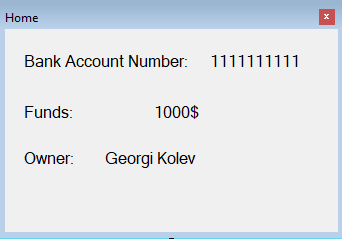 Home
Bank Account Number: 1111111111
Funds: 1000$
Owner: Georgi Kolev